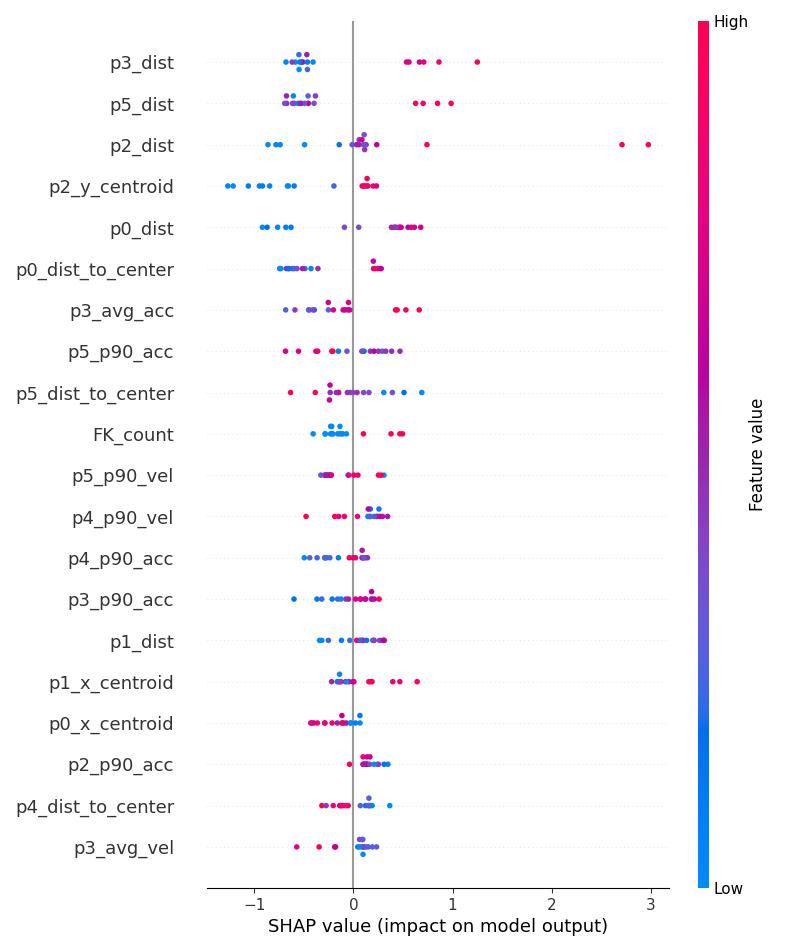 High
p3_dist
p5_dist
p2_dist
p2_y_centroid
p0_dist
p0_dist_to_center
p3_avg_acc
p5_p90_acc
p5_dist_to_center
FK_count
p5_p90_vel
p4_p90_vel
p4_p90_acc
p3_p90_acc
p1_dist
p1_x_centroid
p0_x_centroid
p2_p90_acc
p4_dist_to_center
p3_avg_vel
Feature value
Low
−1 0 1 2 3
SHAP value (impact on model output)